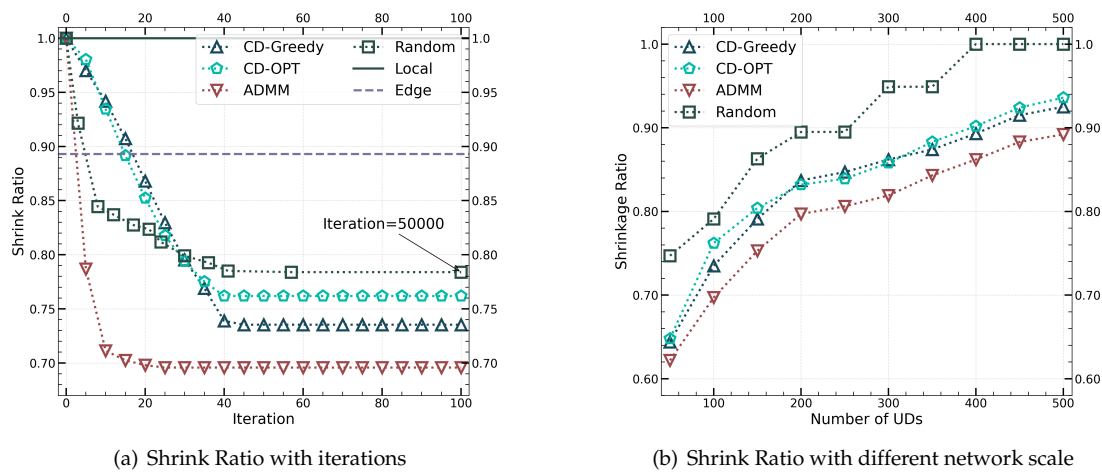 0 20 40 60 80 100
1.0 1.0
CD-Greedy Random
CD-OPT Local
ADMM Edge
0.95 0.95
0.90 0.90
0.85 0.85
Iteration=50000
0.80 0.80
0.75 0.75
0.70 0.70
Shrink Ratio
0 20 40 60 80 100
Iteration
(a) Shrink Ratio with iterations
100 200 300 400 500
1.0 1.0
CD-Greedy
CD-OPT
ADMM
Random
0.90 0.90
0.80 0.80
0.70 0.70
0.60 0.60
Shrinkage Ratio
100 200 300 400 500
Number of UDs
(b) Shrink Ratio with different network scale